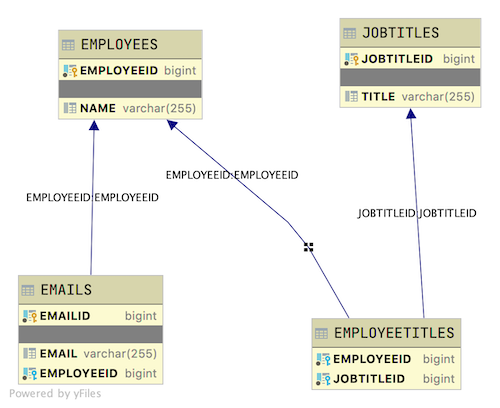 EMPLOYEES
EMPLOYEEID bigint
NAME varchar(255)
JOBTITLES
JOBTITLEID bigint
TITLE varchar(255)
EMPLOYEEID:EMPLOYEEID
EMPLOYEEID:EMPLOYEEID
JOBTITLEID:JOBTITLEID
EMAILS
EMAILID bigint
EMAIL varchar(255)
EMPLOYEEID bigint
EMPLOYEETITLES
EMPLOYEEID bigint
JOBTITLEID bigint
Powered by yFiles